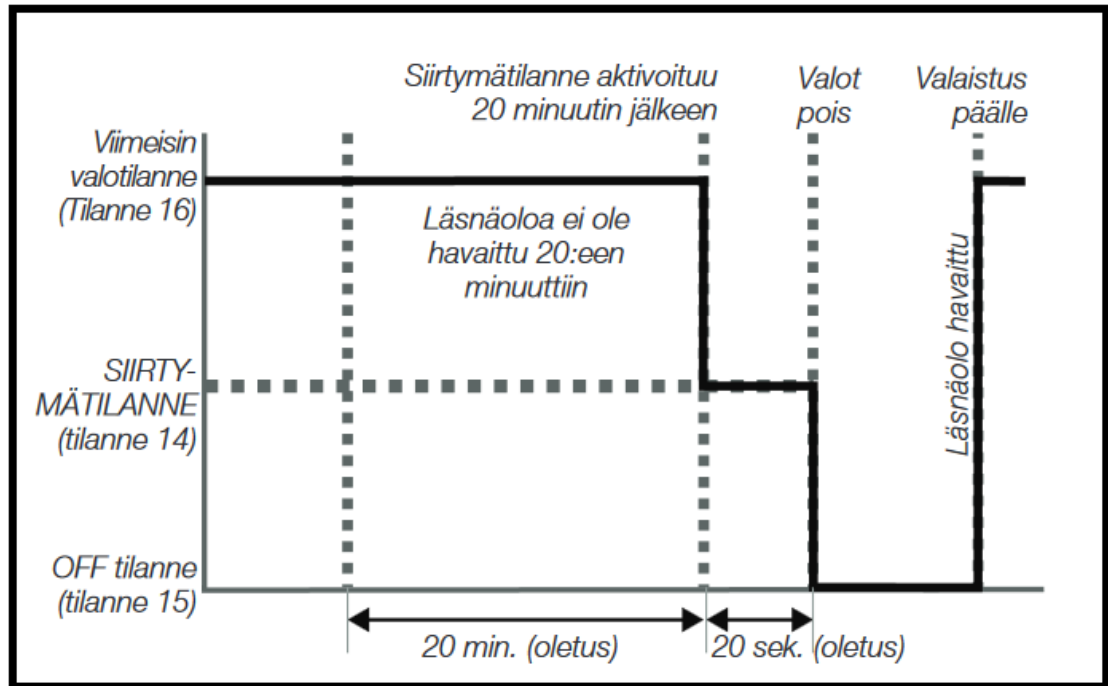 Siirtymätilanne aktivoituu
20 minuutin jälkeen
Valot
pois
Valaistus
päälle
Viimeisin
valotilanne
(Tilanne 16)
Läsnäoloa ei ole
havaittu 20:een
minuuttiin
Läsnäolo havaittu
SIIRTY-
MÄTILANNE
(tilanne 14)
OFF tilanne
(tilanne 15)
20 min. (oletus)
20 sek. (oletus)